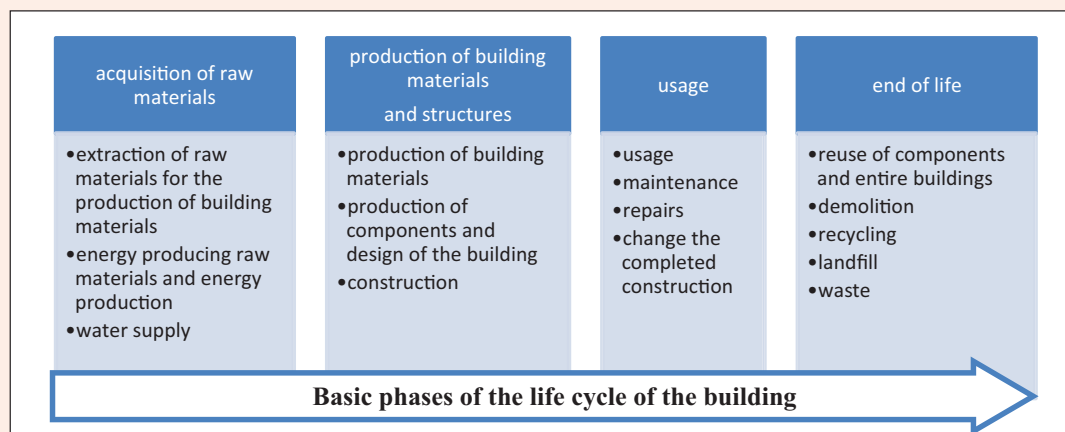 acquisition of raw
materials
•extraction of raw
materials for the
production of building
materials
•energy producing raw
materials and energy
production
•water supply
production of building
materials
and structures
•production of building
materials
•production of
components and
design of the building
•construction
usage
•usage
•maintenance
•repairs
•change the
completed
construction
end of life
•reuse of components
and entire buildings
•demolition
•recycling
•landfill
•waste
Basic phases of the life cycle of the building